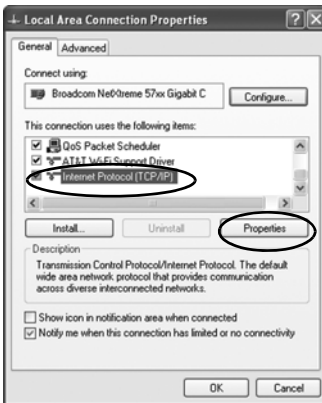 Local Area Connection Properties
General Advanced
Connect using:
Broadcom NetXtreme 57xx Gigabit C
Configure...
This connection uses the following items:
QoS Packet Scheduler
AT&T Wi-Fi Support Driver
Internet Protocol (TCP/IP)
Install... Uninstall Properties
Description
Transmission Control Protocol/Internet Protocol. The default
wide area network protocol that provides communication
across diverse interconnected networks.
Show icon in notification area when connected
Notify me when this connection has limited or no connectivity
OK Cancel